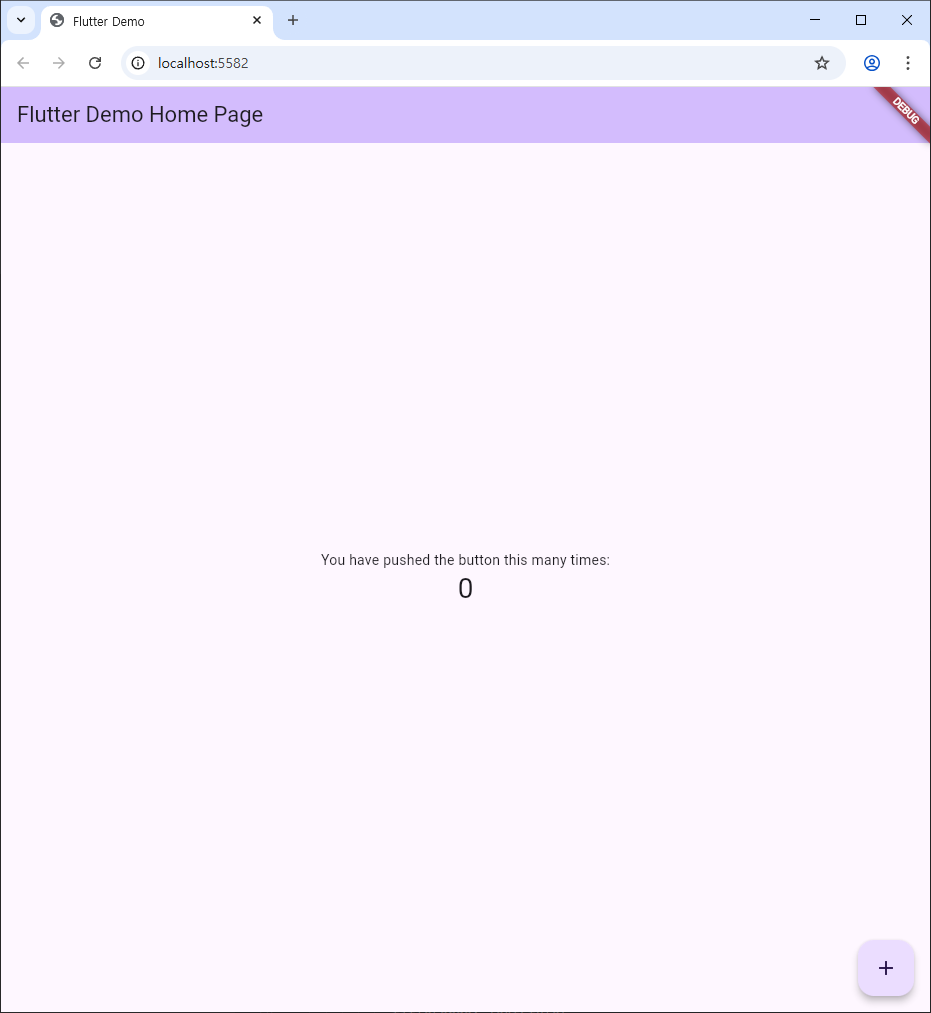 Flutter Demo
localhost:5582
Flutter Demo Home Page
DEBUG
You have pushed the button this many times:
0